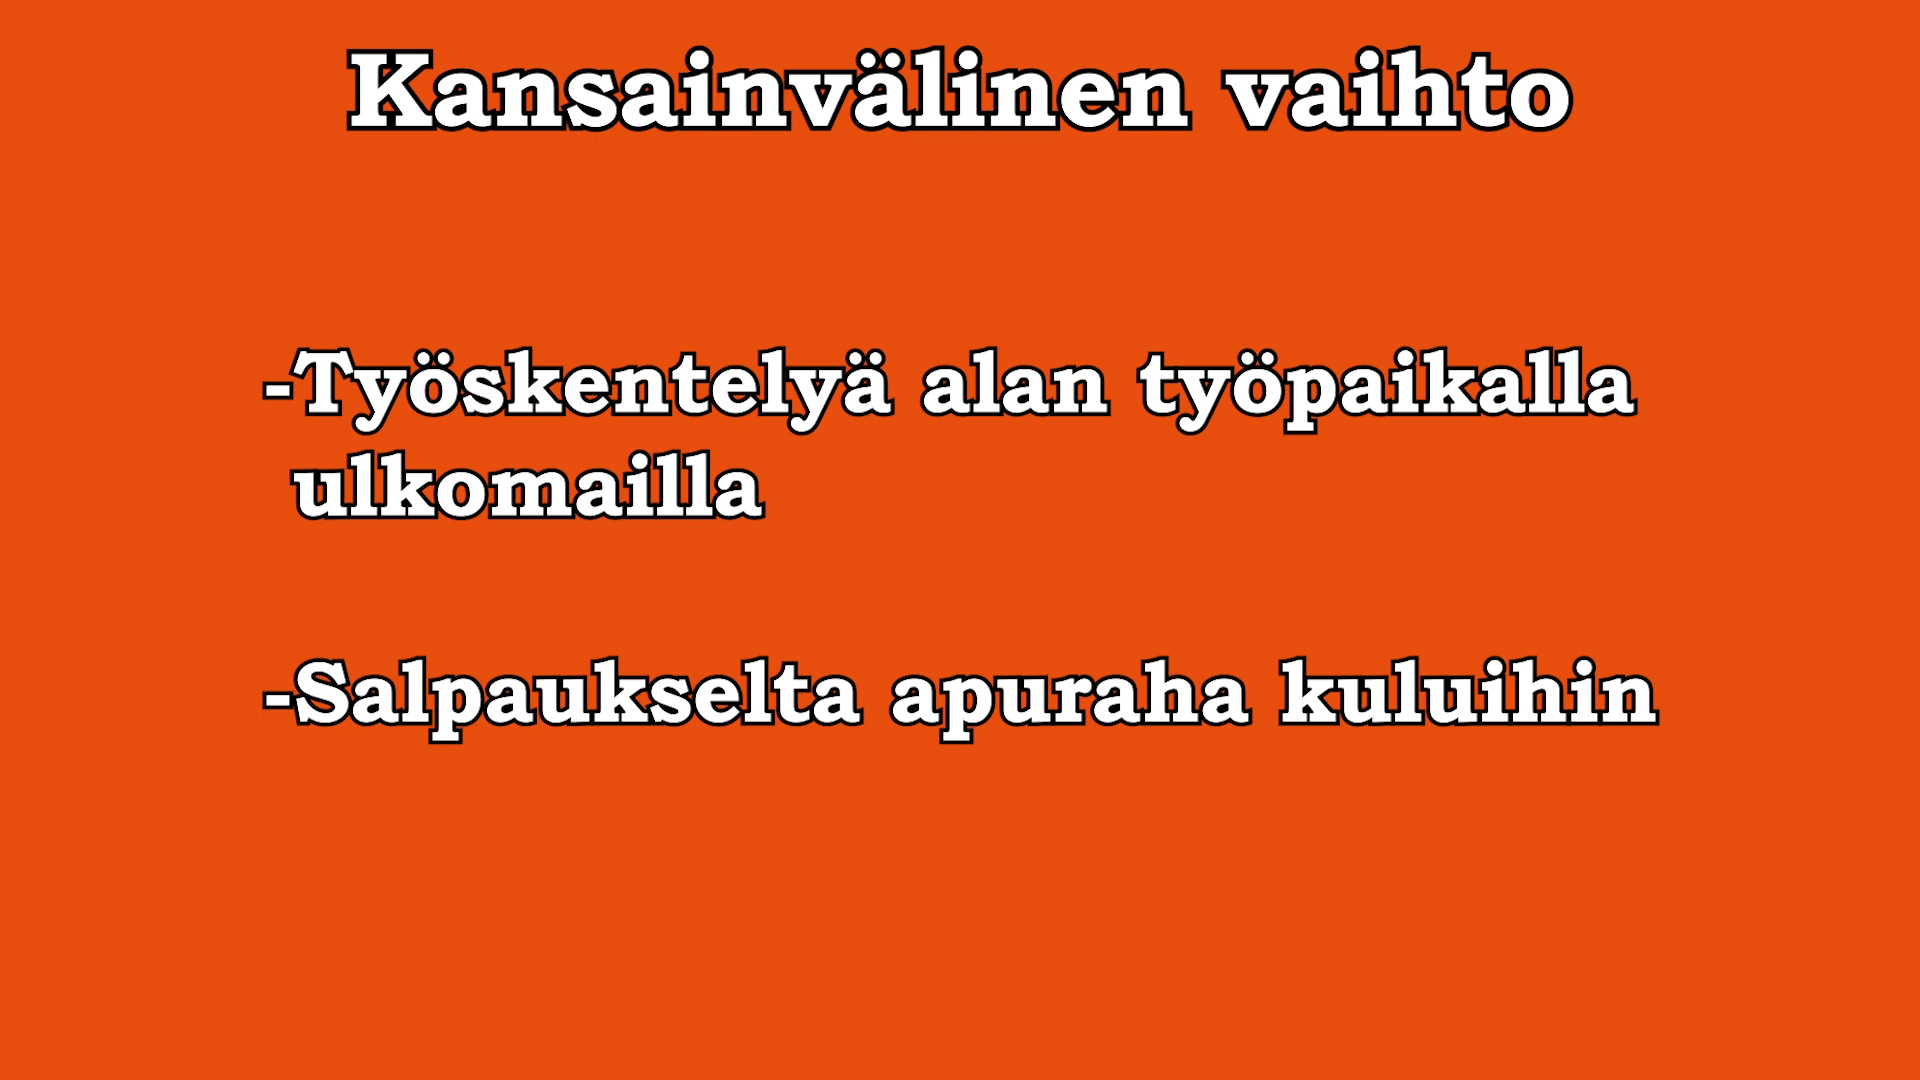 Kansainvälinen vaihto
-Työskentelyä alan työpaikalla
ulkomailla
-Salpaukselta apuraha kuluihin